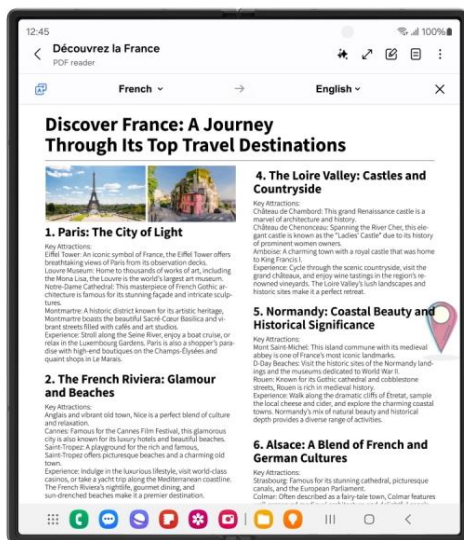 12:45
100%
Découvrez la France
PDF reader
French
English
Discover France: A Journey
Through Its Top Travel Destinations
1. Paris: The City of Light
Key Attractions:
Eiffel Tower: An iconic symbol of France, the Eiffel Tower offers
breathtaking views of Paris from its observation decks.
Louvre Museum: Home to thousands of works of art, including
the Mona Lisa, the Louvre is the world's largest art museum.
Notre-Dame Cathedral: This masterpiece of French Gothic ar-
chitecture is famous for its stunning façade and intricate sculp-
tures.
Montmartre: A historic district known for its artistic heritage,
Montmartre boasts the beautiful Sacré-Cœur Basilica and vi-
brant streets filled with cafés and art studios.
Experience: Stroll along the Seine River, enjoy a boat cruise, or
relax in the Luxembourg Gardens. Paris is also a shopper's para-
dise with high-end boutiques on the Champs-Élysées and
quaint shops in Le Marais.
2. The French Riviera: Glamour
and Beaches
Key Attractions:
Anglais and vibrant old town, Nice is a perfect blend of culture
and relaxation.
Cannes: Famous for the Cannes Film Festival, this glamorous
city is also known for its luxury hotels and beautiful beaches.
Saint-Tropez: A playground for the rich and famous,
Saint-Tropez offers picturesque beaches and a charming old
town.
Experience: Indulge in the luxurious lifestyle, visit world-class
casinos, or take a yacht trip along the Mediterranean coastline.
The French Riviera's nightlife, gourmet dining, and
sun-drenched beaches make it a premier destination.
4. The Loire Valley: Castles and
Countryside
Key Attractions:
Château de Chambord: This grand Renaissance castle is a
marvel of architecture and history.
Château de Chenonceau: Spanning the River Cher, this ele-
gant castle is known as the "Ladies' Castle" due to its history
of prominent women owners.
Amboise: A charming town with a royal castle that was home
to King Francis I.
Experience: Cycle through the scenic countryside, visit the
grand châteaux, and enjoy wine tastings in the region's re-
nowned vineyards. The Loire Valley's lush landscapes and
historic sites make it a perfect retreat.
5. Normandy: Coastal Beauty and
Historical Significance
Key Attractions:
Mont Saint-Michel: This island commune with its medieval
abbey is one of France's most iconic landmarks.
D-Day Beaches: Visit the historic sites of the Normandy land-
ings and the museums dedicated to World War II.
Rouen: Known for its Gothic cathedral and cobblestone
streets, Rouen is rich in medieval history.
Experience: Walk along the dramatic cliffs of Étretat, sample
the local cheese and cider, and explore the charming coastal
towns. Normandy's mix of natural beauty and historical
depth provides a diverse range of activities.
6. Alsace: A Blend of French and
German Cultures
Key Attractions:
Strasbourg: Famous for its stunning cathedral, picturesque
canals, and the European Parliament.
Colmar: Often described as a fairy-tale town, Colmar features